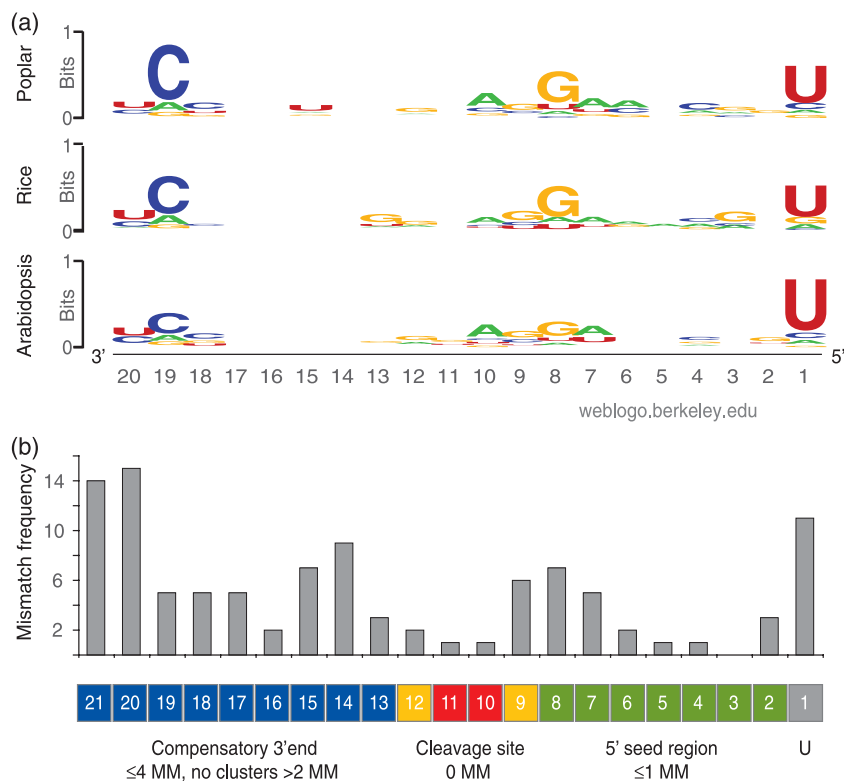 (a)
Poplar
Bits
1
0
C U A C U A G G U A A C C G U C
Rice
Bits
1
0
U C A G G A G G A A A C G U G A
Arabidopsis
Bits
1
0
U C C A C G A G G A U C G U C A
3’ 5’
20 19 18 17 16 15 14 13 12 11 10 9 8 7 6 5 4 3 2 1
weblogo.berkeley.edu
(b)
Mismatch frequency
14
10
6
2
21 20 19 18 17 16 15 14 13 12 11 10 9 8 7 6 5 4 3 2 1
Compensatory 3’end Cleavage site 5’ seed region U
≤4 MM, no clusters >2 MM 0 MM ≤1 MM